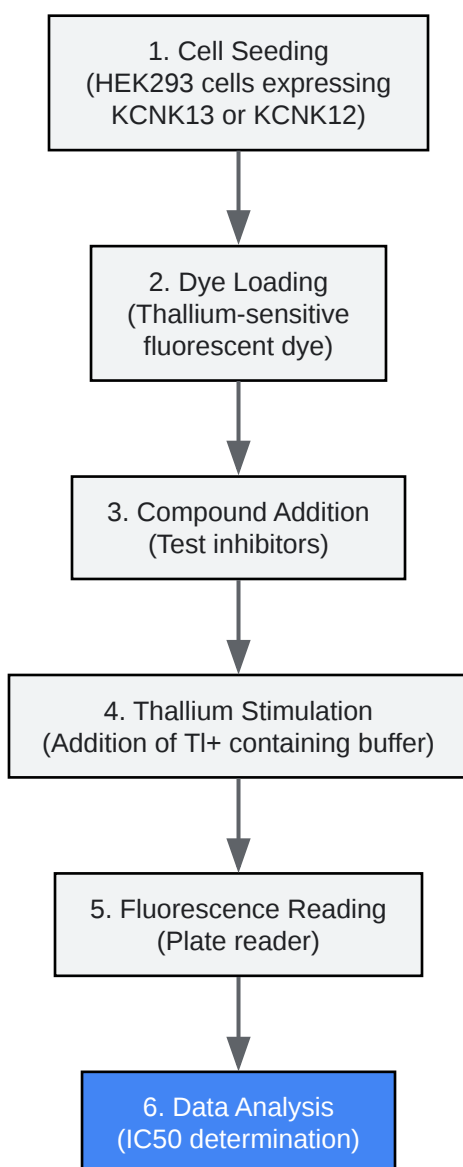 1. Cell Seeding
(HEK293 cells expressing
KCNK13 or KCNK12)
2. Dye Loading
(Thallium-sensitive
fluorescent dye)
3. Compound Addition
(Test inhibitors)
4. Thallium Stimulation
(Addition of Tl+ containing buffer)
5. Fluorescence Reading
(Plate reader)
6. Data Analysis
(IC50 determination)